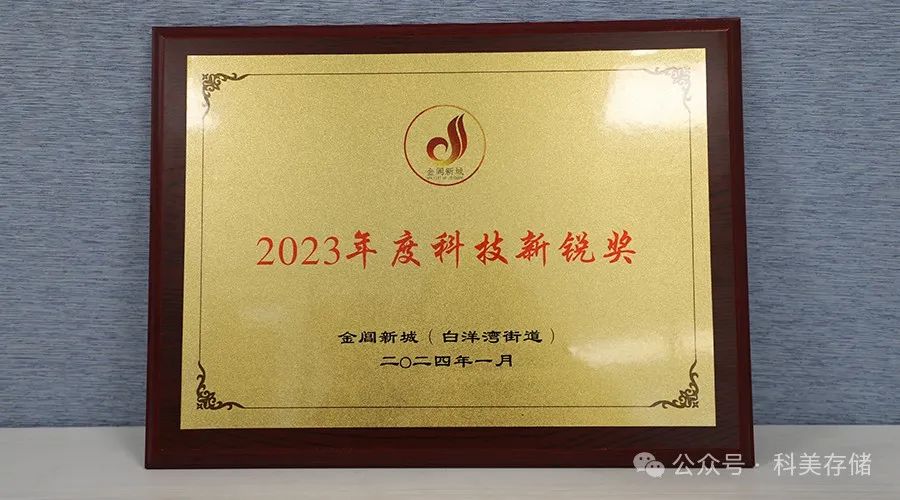 金阊新城
2023年度科技新锐奖
金阊新城（白洋湾街道）
二〇二四年一月
公众号 · 科美存储